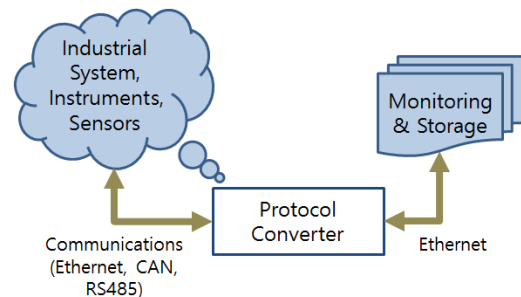 Industrial
System,
Instruments,
Sensors
Monitoring
& Storage
Protocol
Converter
Communications
(Ethernet, CAN,
RS485)
Ethernet